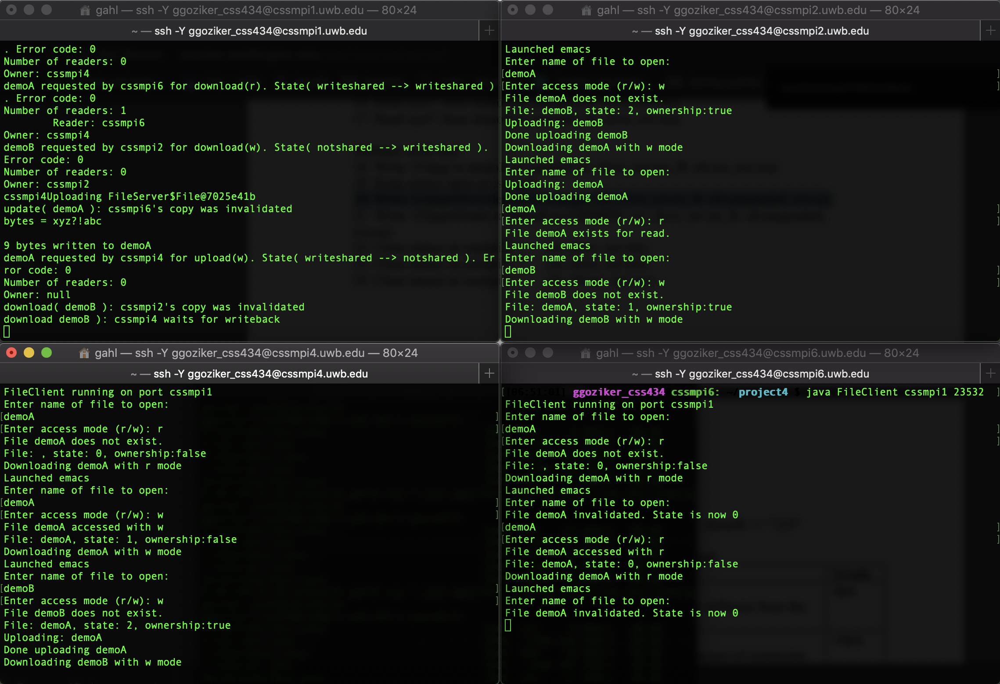 gahl — ssh -Y ggoziker_css434@cssmpi1.uwb.edu — 80×24
~ — ssh -Y ggoziker_css434@cssmpi1.uwb.edu
. Error code: 0
Number of readers: 0
Owner: cssmpi4
demoA requested by cssmpi6 for download(r). State( writeshared --> writeshared )
. Error code: 0
Number of readers: 1
Reader: cssmpi6
Owner: cssmpi4
demoB requested by cssmpi2 for download(w). State( notshared --> writeshared ).
Error code: 0
Number of readers: 0
Owner: cssmpi2
cssmpi4Uploading FileServer$File@7025e41b
update( demoA ): cssmpi6's copy was invalidated
bytes = xyz?!abc
9 bytes written to demoA
demoA requested by cssmpi4 for upload(w). State( writeshared --> notshared ). Er
ror code: 0
Number of readers: 0
Owner: null
download( demoB ): cssmpi2's copy was invalidated
download demoB ): cssmpi4 waits for writeback
gahl — ssh -Y ggoziker_css434@cssmpi2.uwb.edu — 80×24
~ — ssh -Y ggoziker_css434@cssmpi2.uwb.edu
Launched emacs
Enter name of file to open:
[demoA ]
[Enter access mode (r/w): w ]
File demoA does not exist.
File: demoB, state: 2, ownership:true
Uploading: demoB
Done uploading demoB
Downloading demoA with w mode
Launched emacs
Enter name of file to open:
Uploading: demoA
Done uploading demoA
[demoA ]
[Enter access mode (r/w): r ]
File demoA exists for read.
Launched emacs
Enter name of file to open:
[demoB ]
[Enter access mode (r/w): w ]
File demoB does not exist.
File: demoA, state: 1, ownership:true
Downloading demoB with w mode
gahl — ssh -Y ggoziker_css434@cssmpi4.uwb.edu — 80×24
~ — ssh -Y ggoziker_css434@cssmpi4.uwb.edu
FileClient running on port cssmpi1
Enter name of file to open:
[demoA ]
[Enter access mode (r/w): r ]
File demoA does not exist.
File: , state: 0, ownership:false
Downloading demoA with r mode
Launched emacs
Enter name of file to open:
[demoA ]
[Enter access mode (r/w): w ]
File demoA accessed with w
File: demoA, state: 1, ownership:false
Downloading demoA with w mode
Launched emacs
Enter name of file to open:
[demoB ]
[Enter access mode (r/w): w ]
File demoB does not exist.
File: demoA, state: 2, ownership:true
Uploading: demoA
Done uploading demoA
Downloading demoB with w mode
gahl — ssh -Y ggoziker_css434@cssmpi6.uwb.edu — 80×24
~ — ssh -Y ggoziker_css434@cssmpi6.uwb.edu
[[06:51:01] ggoziker_css434 cssmpi6: ~/project4 $ java FileClient cssmpi1 23532 ]
FileClient running on port cssmpi1
Enter name of file to open:
[demoA ]
[Enter access mode (r/w): r ]
File demoA does not exist.
File: , state: 0, ownership:false
Downloading demoA with r mode
Launched emacs
Enter name of file to open:
File demoA invalidated. State is now 0
[demoA ]
[Enter access mode (r/w): r ]
File demoA accessed with r
File: demoA, state: 0, ownership:false
Downloading demoA with r mode
Launched emacs
Enter name of file to open:
File demoA invalidated. State is now 0